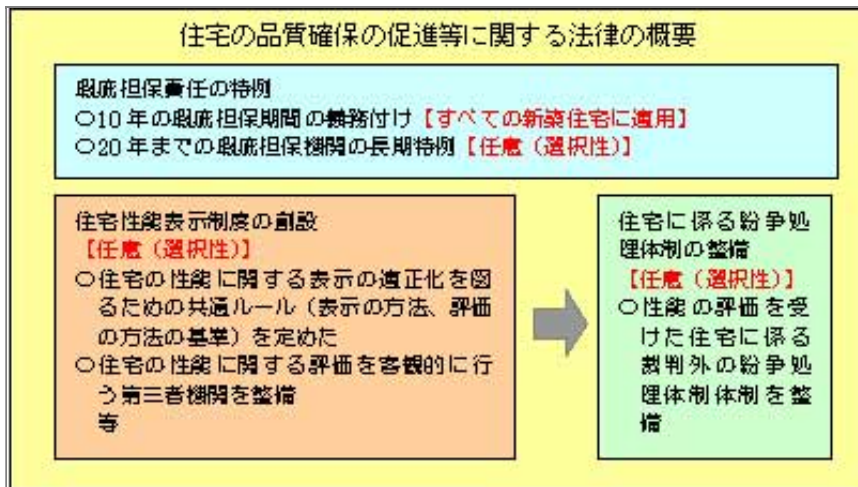 住宅の品質確保の促進等に関する法律の概要
瑕疵担保責任の特例
○10年の瑕疵担保期間の義務付け【すべての新築住宅に適用】
○20年までの瑕疵担保機関の長期特例【任意（選択性）】
住宅性能表示制度の創設
【任意（選択性）】
○住宅の性能に関する表示の適正化を図
るための共通ルール（表示の方法、評価
の方法の基準）を定めた
○住宅の性能に関する評価を客観的に行
う第三者機関を整備
等
住宅に係る紛争処
理体制の整備
【任意（選択性）】
○性能の評価を受
けた住宅に係る
裁判外の紛争処
理体制体制を整
備